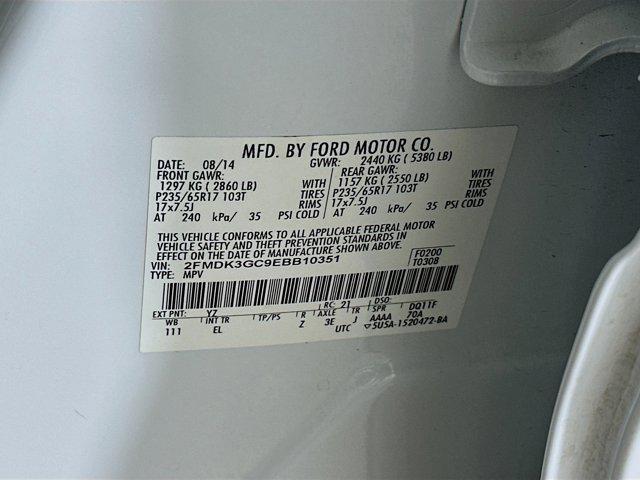 MFD. BY FORD MOTOR CO.
DATE: 08/14 GVWR: 2440 KG ( 5380 LB)
FRONT GAWR: REAR GAWR:
1297 KG ( 2860 LB) WITH 1157 KG ( 2550 LB) WITH
P235/65R17 103T TIRES P235/65R17 103T TIRES
17x7.5J RIMS 17x7.5J RIMS
AT 240 kPa/ 35 PSI COLD AT 240 kPa/ 35 PSI COLD
THIS VEHICLE CONFORMS TO ALL APPLICABLE FEDERAL MOTOR
VEHICLE SAFETY AND THEFT PREVENTION STANDARDS IN
EFFECT ON THE DATE OF MANUFACTURE SHOWN ABOVE.
VIN: 2FMDK3GC9EBB10351 F0200
TYPE: MPV T0308
EXT PNT: YZ RC: 21 DSO:
WB INT TR TP/PS R AXLE TR SPR DQ11F
111 EL Z 3E J AAAA 70A
UTC 5U5A-1520472-BA